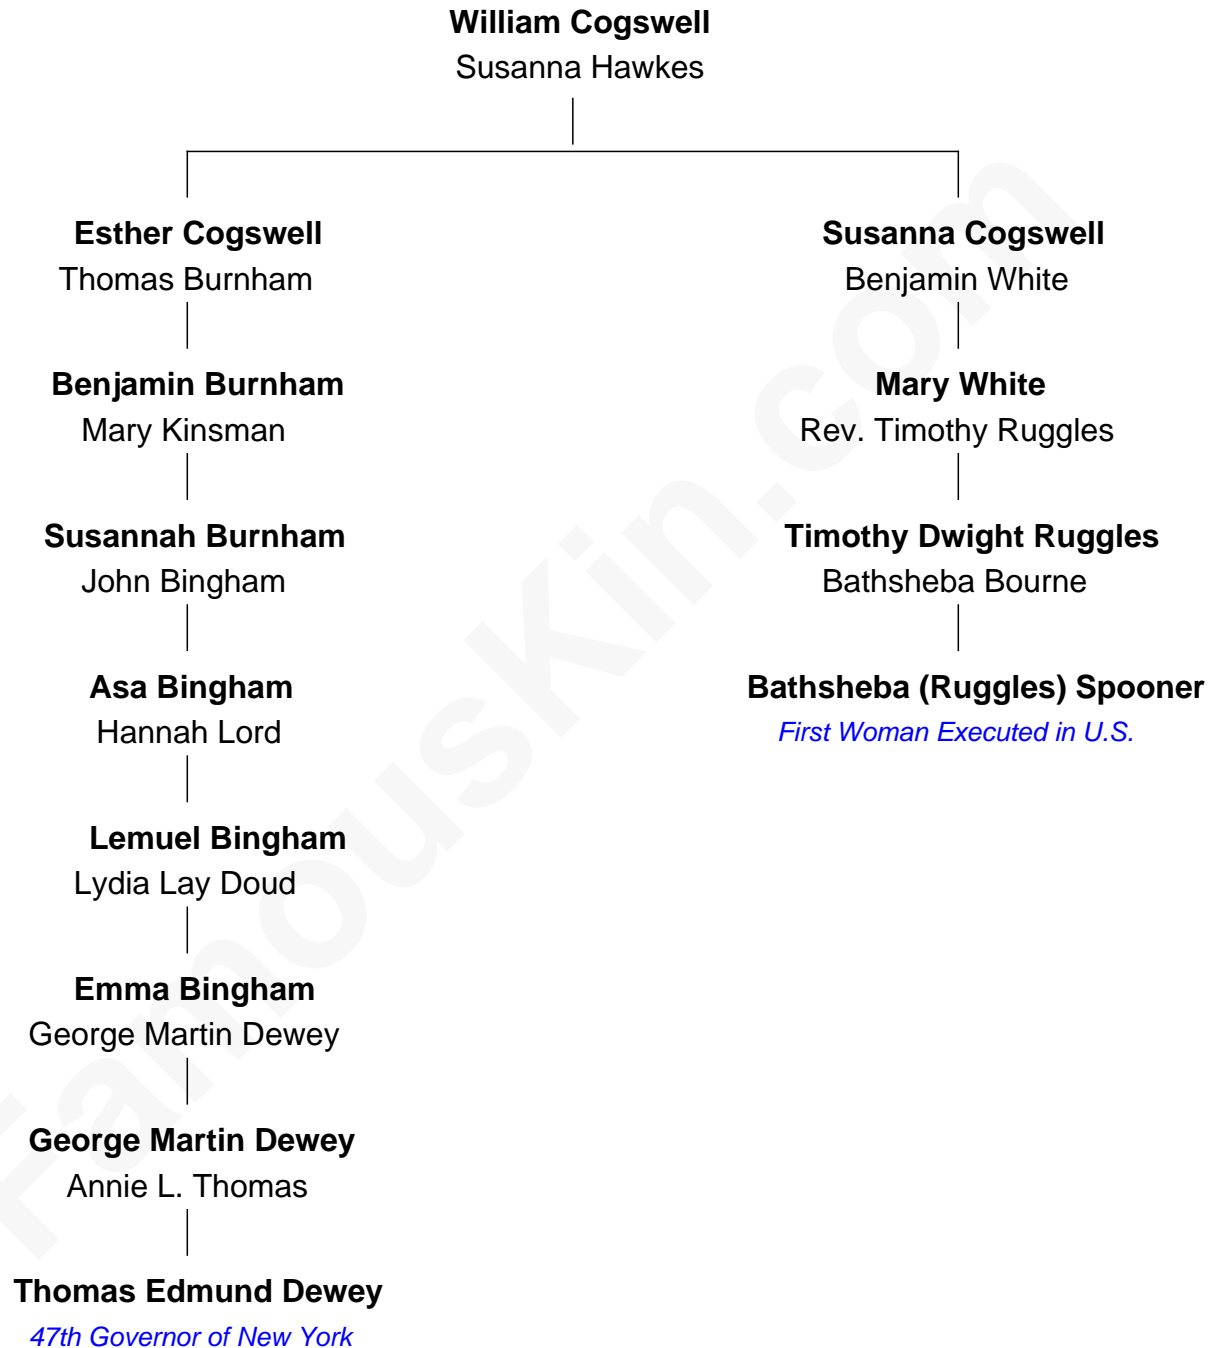 William Cogswell
Susanna Hawkes
Esther Cogswell
Thomas Burnham
Benjamin Burnham
Mary Kinsman
Susannah Burnham
John Bingham
Asa Bingham
Hannah Lord
Lemuel Bingham
Lydia Lay Doud
Emma Bingham
George Martin Dewey
George Martin Dewey
Annie L. Thomas
Thomas Edmund Dewey
47th Governor of New York
Susanna Cogswell
Benjamin White
Mary White
Rev. Timothy Ruggles
Timothy Dwight Ruggles
Bathsheba Bourne
Bathsheba (Ruggles) Spooner
First Woman Executed in U.S.
FamousKin.com